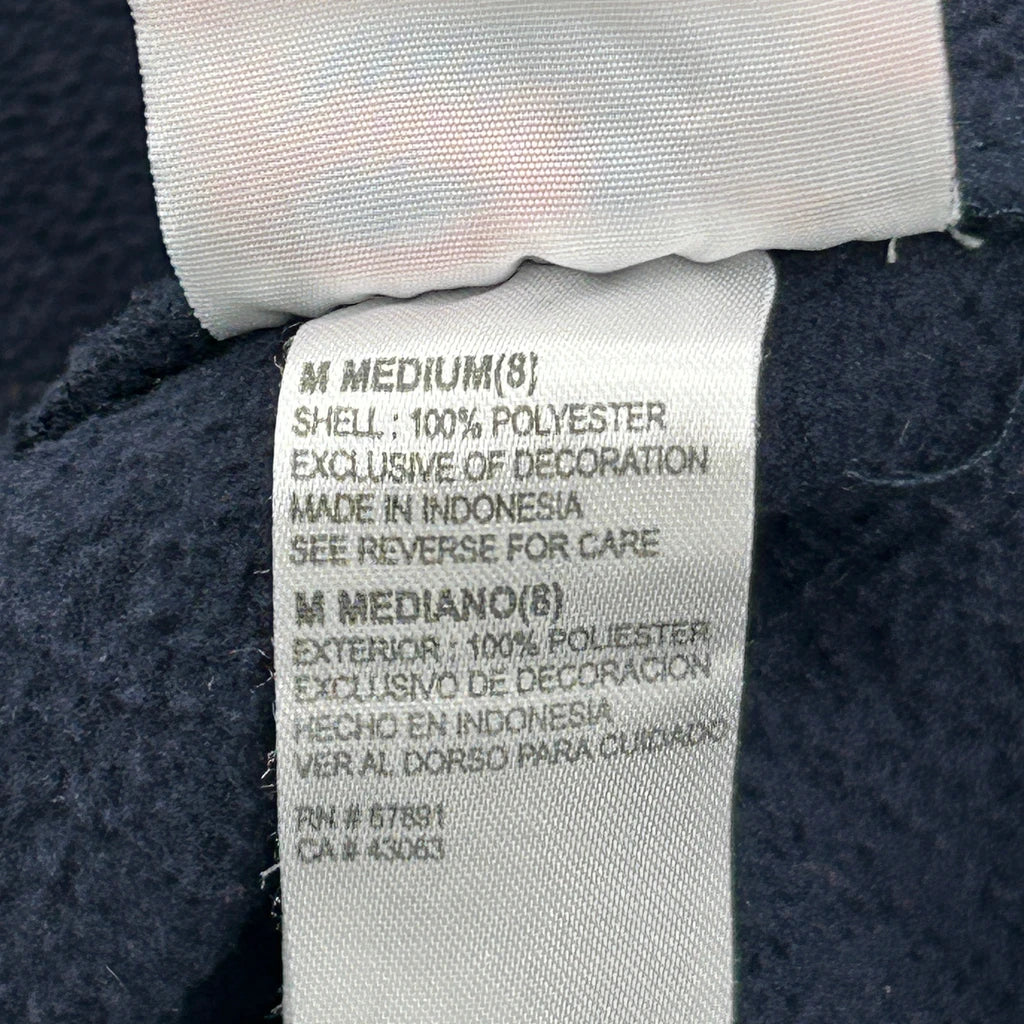 M MEDIUM(8)
SHELL : 100% POLYESTER
EXCLUSIVE OF DECORATION
MADE IN INDONESIA
SEE REVERSE FOR CARE
M MEDIANO(8)
EXTERIOR : 100% POLIESTER
EXCLUSIVO DE DECORACION
HECHO EN INDONESIA
VER AL DORSO PARA CUIDADO
RN # 67891
CA # 43063